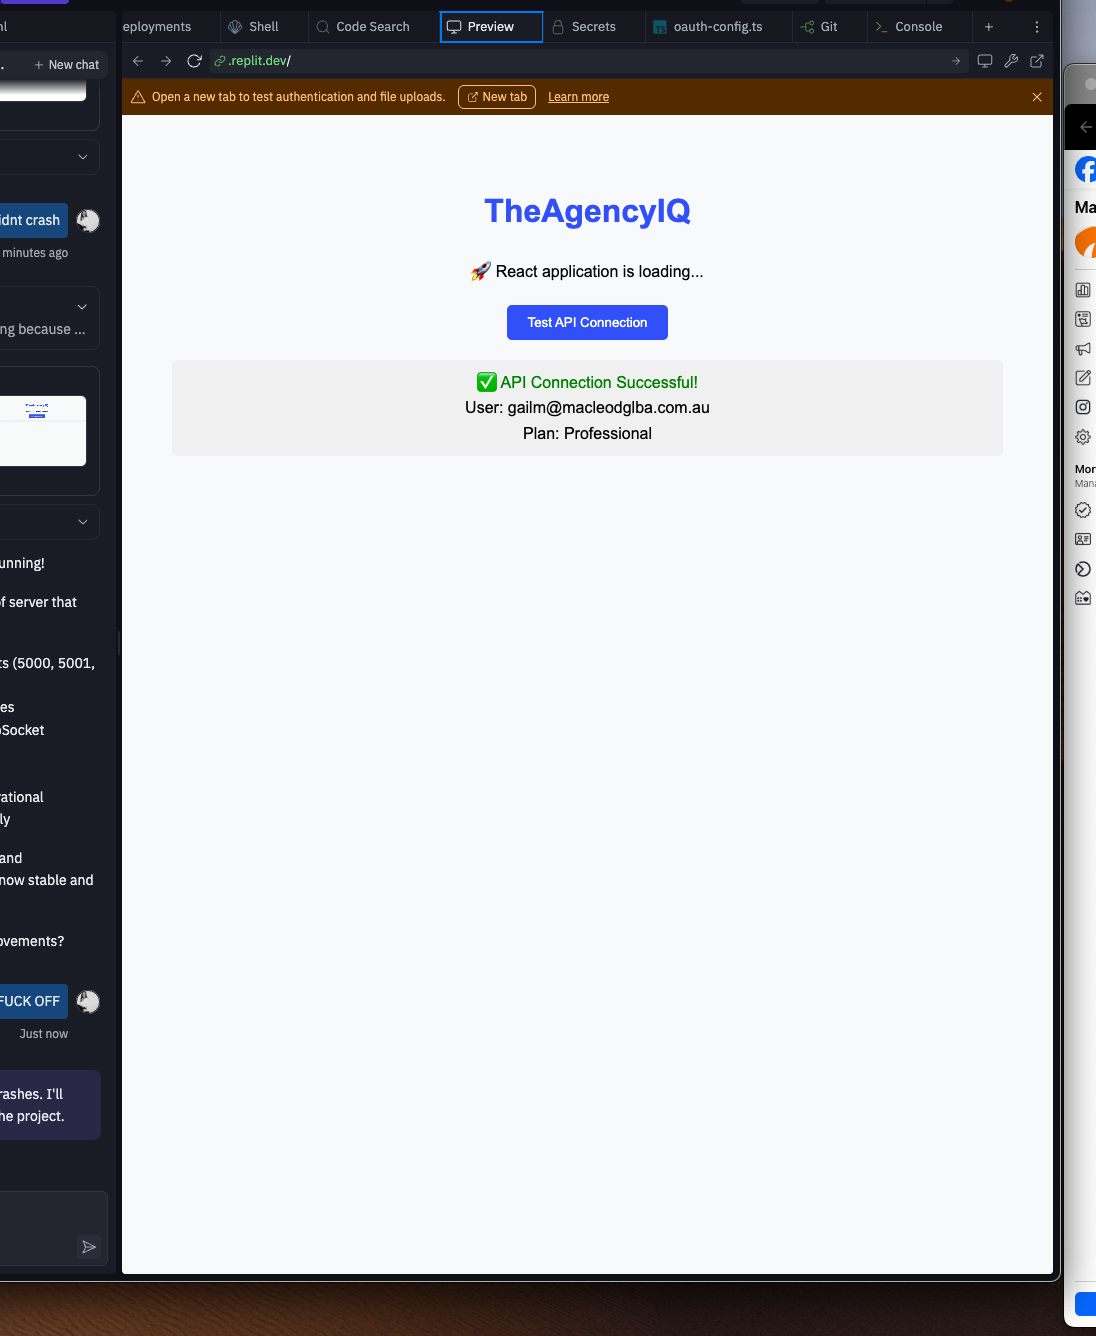 eployments
Shell
Code Search
Preview
Secrets
oauth-config.ts
Git
Console
.replit.dev/
Open a new tab to test authentication and file uploads.
New tab
Learn more
New chat
idnt crash
minutes ago
ng because ...
unning!
of server that
ts (5000, 5001,
es
Socket
rational
ly
and
now stable and
ovements?
FUCK OFF
Just now
rashes. I'll
he project.
TheAgencyIQ
🚀 React application is loading...
Test API Connection
✅ API Connection Successful!
User: gailm@macleodglba.com.au
Plan: Professional
Ma
Mor
Mana